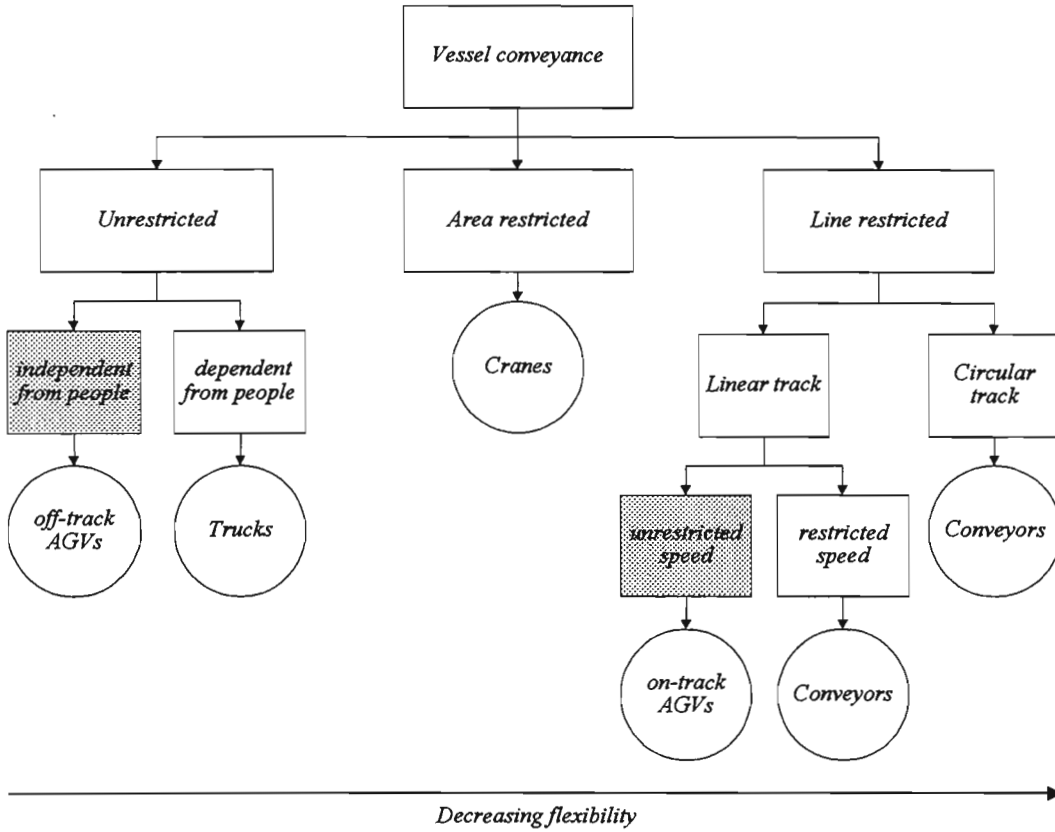 Vessel conveyance
Unrestricted
Area restricted
Line restricted
independent
from people
dependent
from people
Cranes
Linear track
Circular
track
off-track
AGVs
Trucks
unrestricted
speed
restricted
speed
Conveyors
on-track
AGVs
Conveyors
Decreasing flexibility